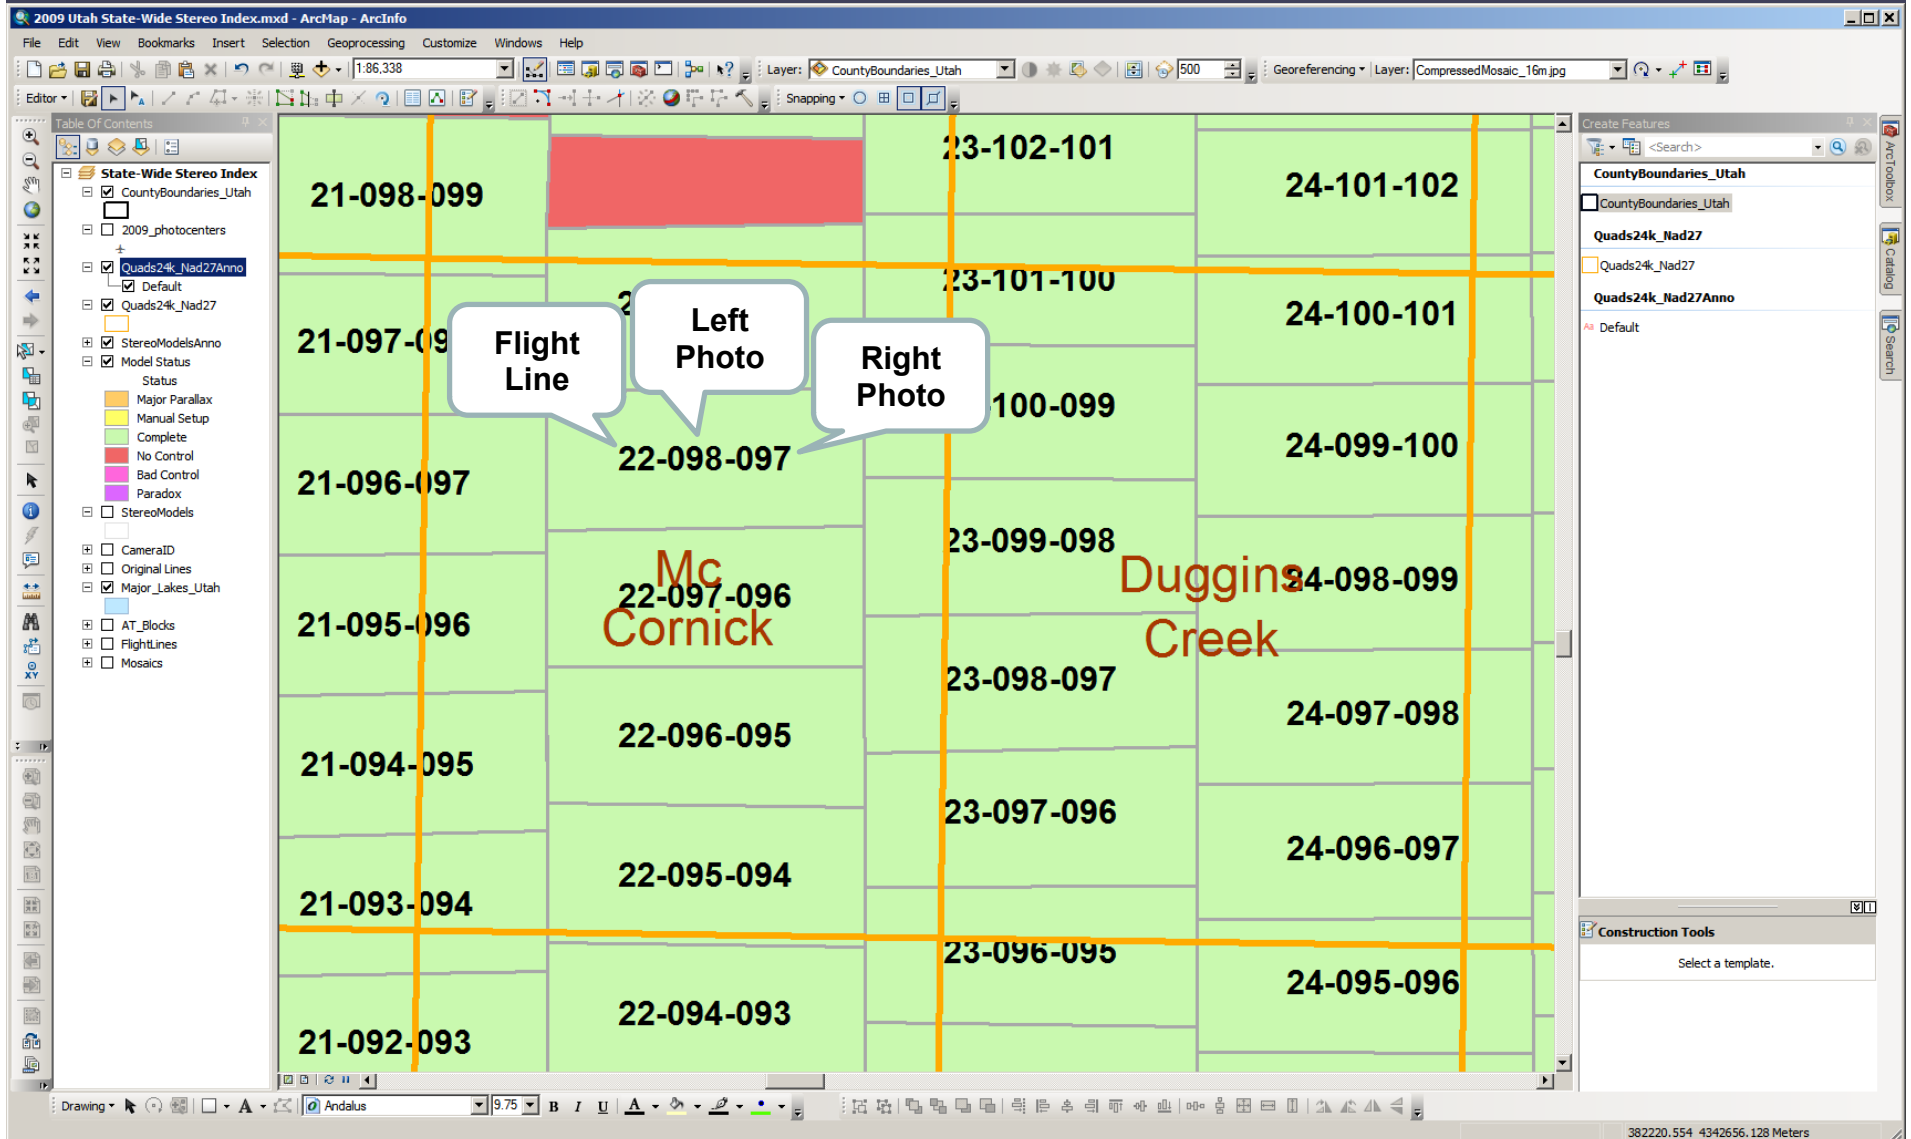 2009 Utah State-Wide Stereo Index.mxd - ArcMap - ArcInfo
File Edit View Bookmarks Insert Selection Geoprocessing Customize Windows Help
1:86,338
Layer: CountyBoundaries_Utah
500
Georeferencing Layer: CompressedMosaic_16m.jpg
Editor
Snapping
Table Of Contents
State-Wide Stereo Index
CountyBoundaries_Utah
2009_photocenters
Quads24k_Nad27Anno
Default
Quads24k_Nad27
StereoModelsAnno
Model Status
Status
Major Parallax
Manual Setup
Complete
No Control
Bad Control
Paradox
StereoModels
CameraID
Original Lines
Major_Lakes_Utah
AT_Blocks
FlightLines
Mosaics
21-098-099
21-097-09
21-096-097
21-095-096
21-094-095
21-093-094
21-092-093
2
Flight
Line
Left
Photo
Right
Photo
22-098-097
Mc
22-097-096
Cornick
22-096-095
22-095-094
22-094-093
23-102-101
23-101-100
100-099
23-099-098
23-098-097
23-097-096
23-096-095
24-101-102
24-100-101
24-099-100
Duggins
24-098-099
Creek
24-097-098
24-096-097
24-095-096
Create Features
<Search>
CountyBoundaries_Utah
CountyBoundaries_Utah
Quads24k_Nad27
Quads24k_Nad27
Quads24k_Nad27Anno
Default
Construction Tools
Select a template.
ArcToolbox
Catalog
Search
Drawing
A
Andalus
9.75
B I U A
382220.554 4342656.128 Meters